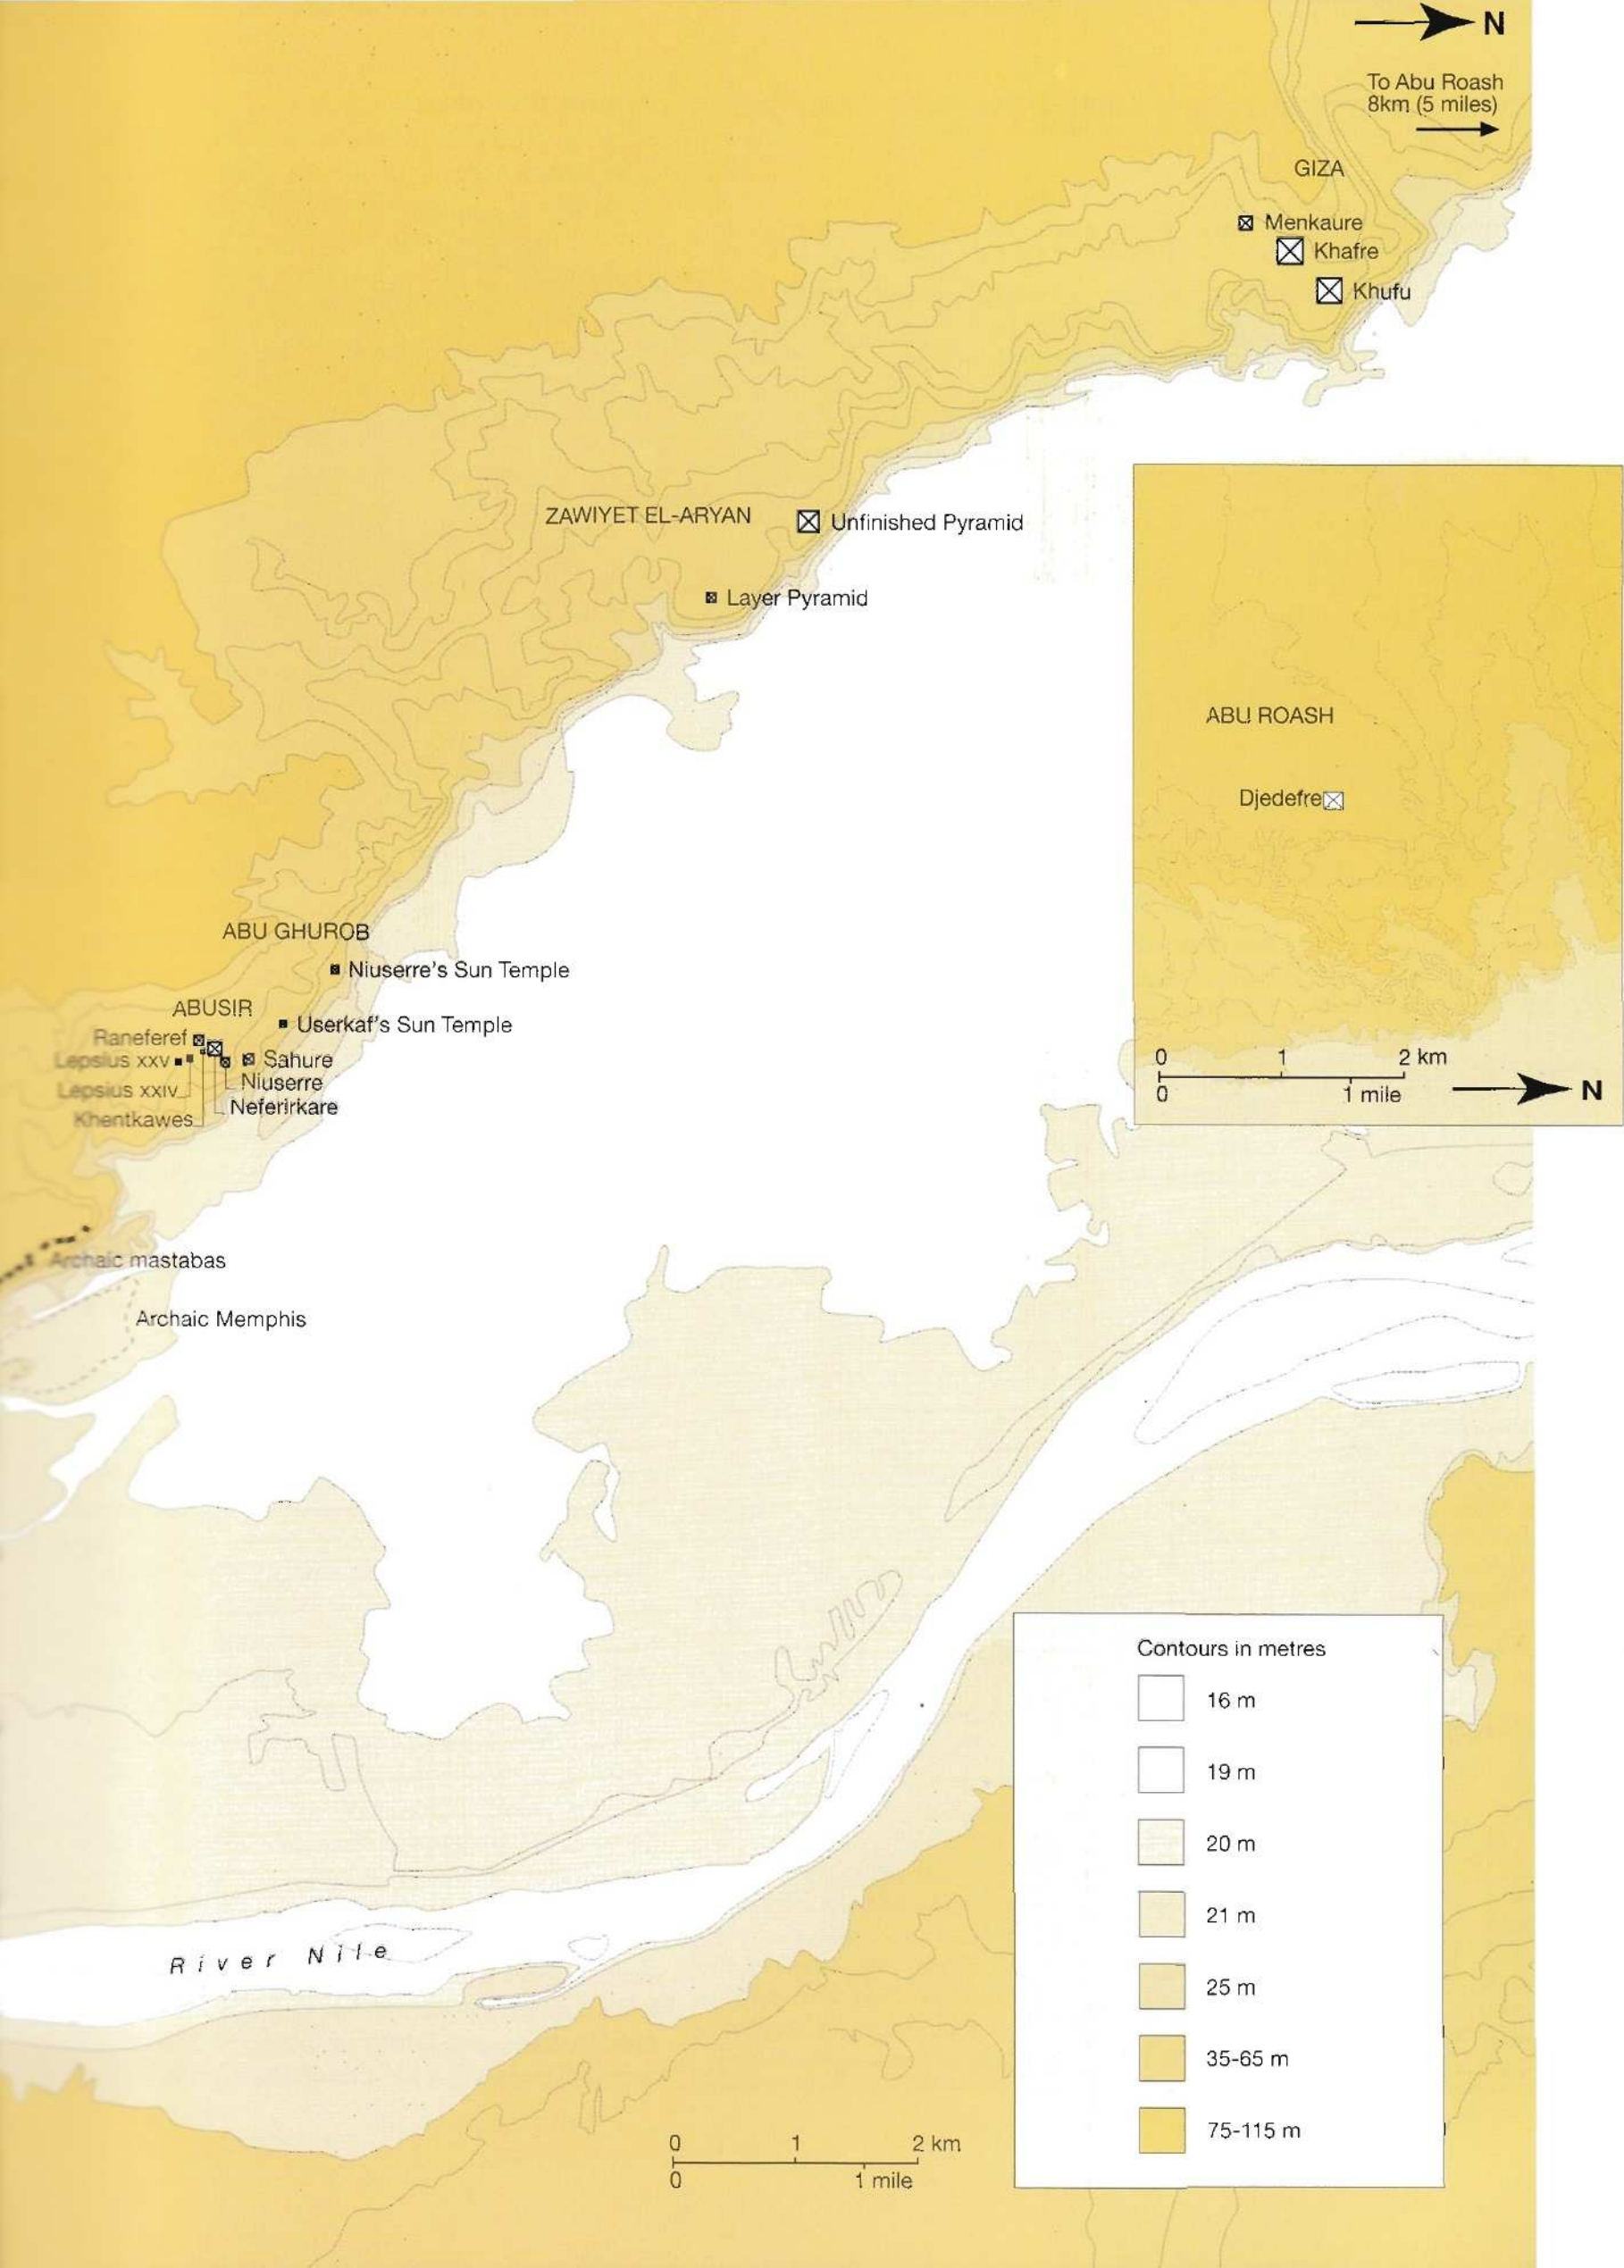 N
To Abu Roash
8km (5 miles)
GIZA
Menkaure
Khafre
Khufu
ZAWIYET EL-ARYAN
Unfinished Pyramid
Layer Pyramid
ABU ROASH
Djedefre
0 1 2 km
0 1 mile
N
ABU GHUROB
Niuserre's Sun Temple
ABUSIR
Userkaf's Sun Temple
Raneferef
Lepsius XXV
Sahure
Niuserre
Lepsius XXIV
Neferirkare
Khentkawes
Archaic mastabas
Archaic Memphis
River Nile
Contours in metres
16 m
19 m
20 m
21 m
25 m
35-65 m
75-115 m
0 1 2 km
0 1 mile